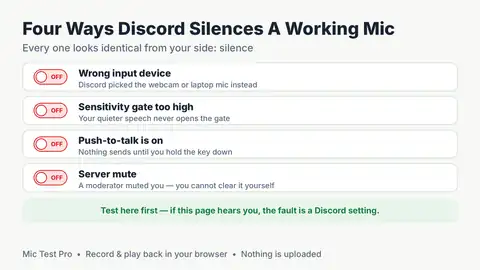 Four Ways Discord Silences A Working Mic
Every one looks identical from your side: silence
OFF
Wrong input device
Discord picked the webcam or laptop mic instead
OFF
Sensitivity gate too high
Your quieter speech never opens the gate
OFF
Push-to-talk is on
Nothing sends until you hold the key down
OFF
Server mute
A moderator muted you — you cannot clear it yourself
Test here first — if this page hears you, the fault is a Discord setting.
Mic Test Pro • Record & play back in your browser • Nothing is uploaded